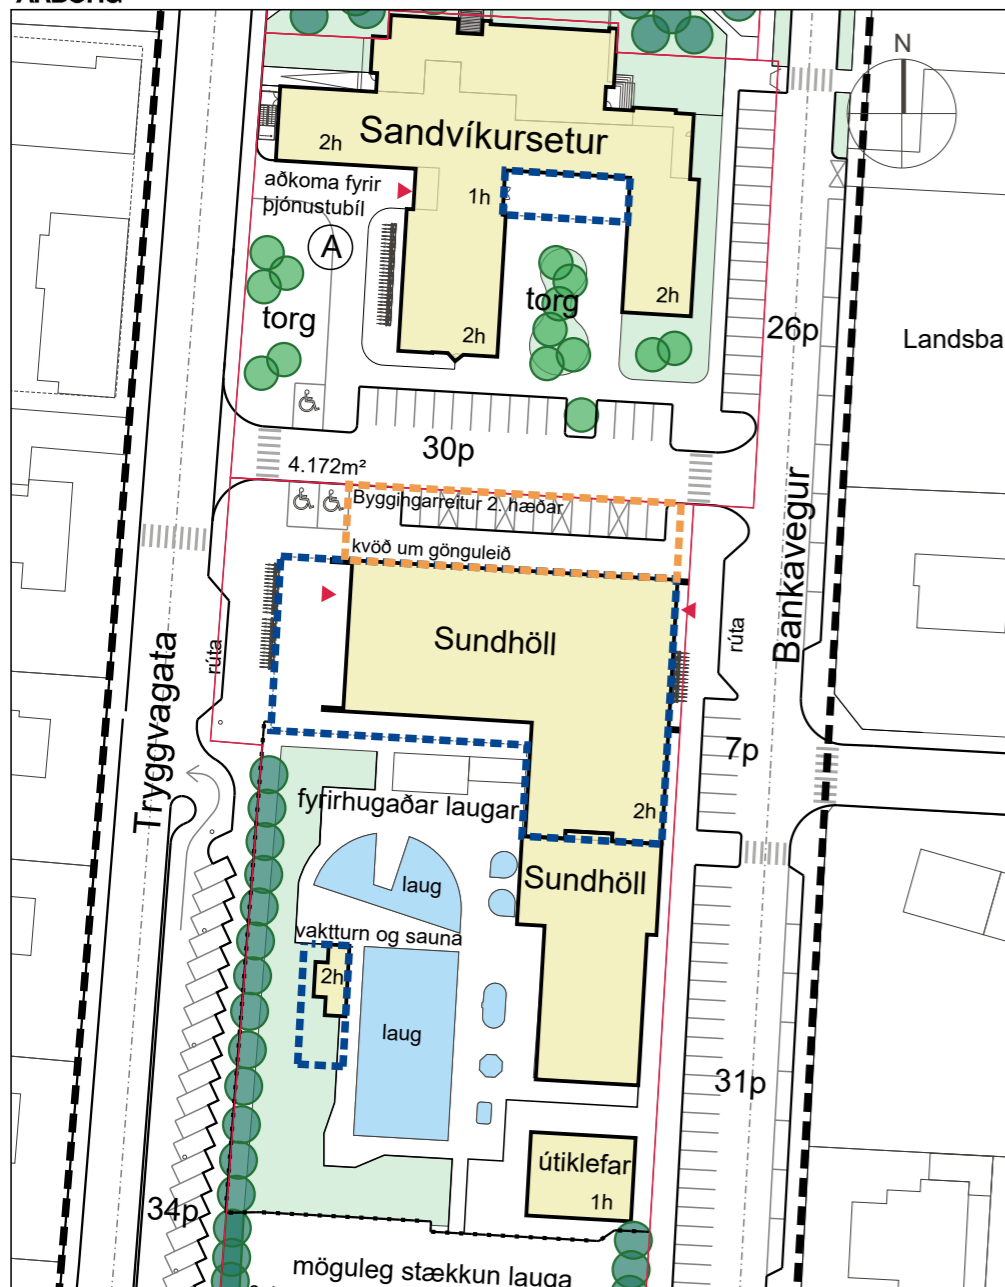 ÁRBORG
N
Sandvíkursetur
2h
aðkoma fyrir
þjónustubíl
1h
A
torg
torg
2h
2h
26p
Landsba
30p
4.172m²
Byggingarreitur 2. hæðar
kvöð um gönguleið
Sundhöll
Tryggvagata
rúta
rúta
Bankavegur
7p
fyrirhugaðar laugar
2h
Sundhöll
laug
vaktturn og sauna
2h
laug
31p
útiklefar
1h
34p
möguleg stækkun lauga